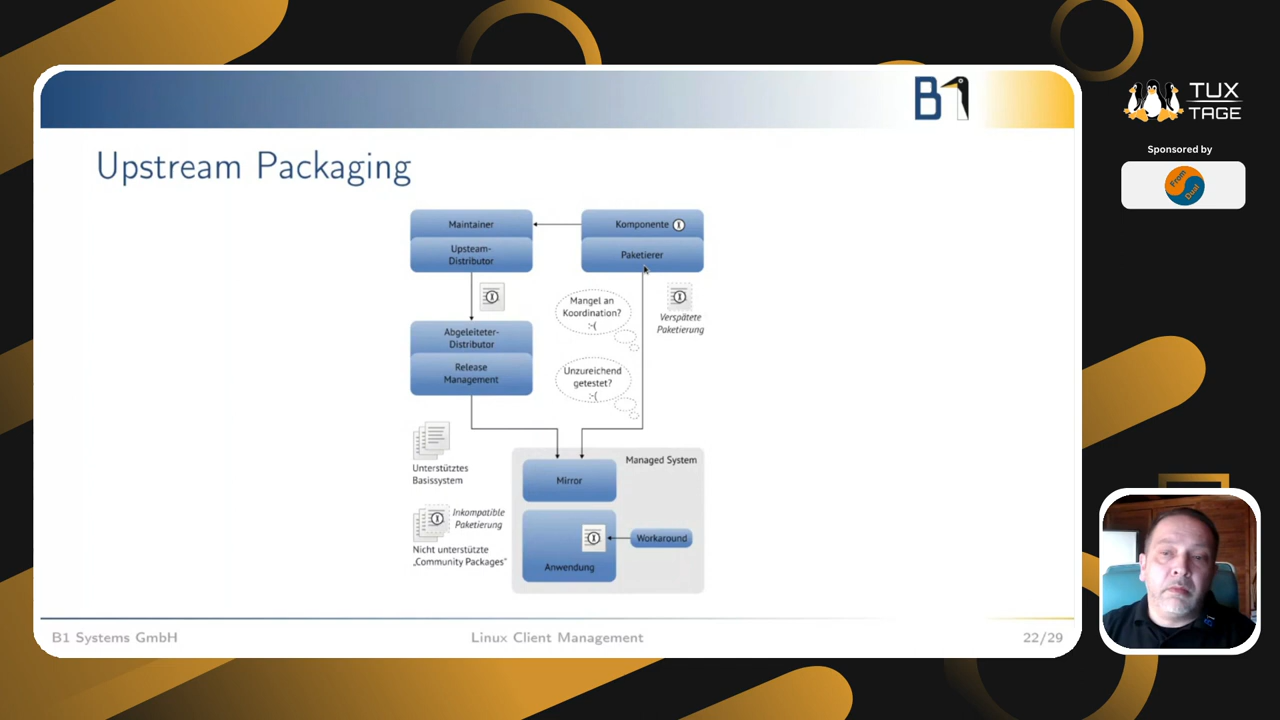 B1
TUX
TAGE
Sponsored by
From
Dual
Upstream Packaging
Maintainer
Upsteam-
Distributor
Komponente
Paketierer
Mangel an
Koordination?
:-(
Verspätete
Paketierung
Abgeleiteter-
Distributor
Release
Management
Unzureichend
getestet?
:-(
Unterstütztes
Basissystem
Managed System
Mirror
Inkompatible
Paketierung
Nicht unterstützte
„Community Packages"
Workaround
Anwendung
B1 Systems GmbH
Linux Client Management
22/29